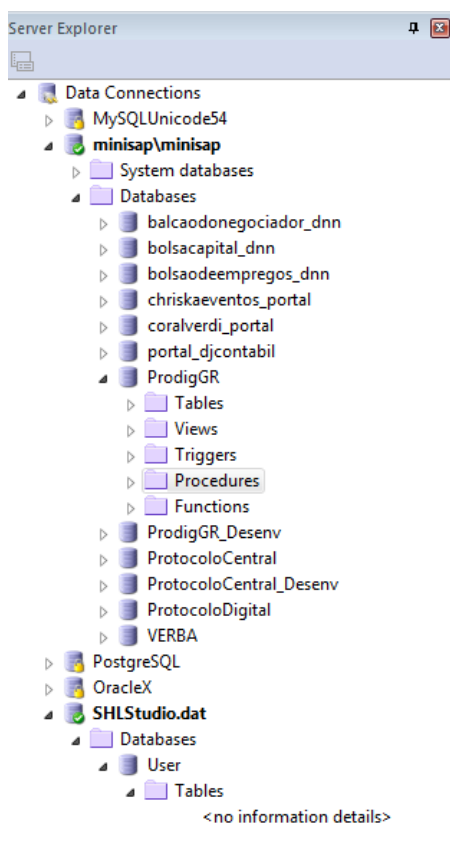 Server Explorer
Data Connections
MySQLUnicode54
minisap\minisap
System databases
Databases
balcaodonegociador_dnn
bolsacapital_dnn
bolsaodeempregos_dnn
chriskaeventos_portal
coralverdi_portal
portal_djcontabil
ProdigGR
Tables
Views
Triggers
Procedures
Functions
ProdigGR_Desenv
ProtocoloCentral
ProtocoloCentral_Desenv
ProtocoloDigital
VERBA
PostgreSQL
OracleX
SHLStudio.dat
Databases
User
Tables
<no information details>